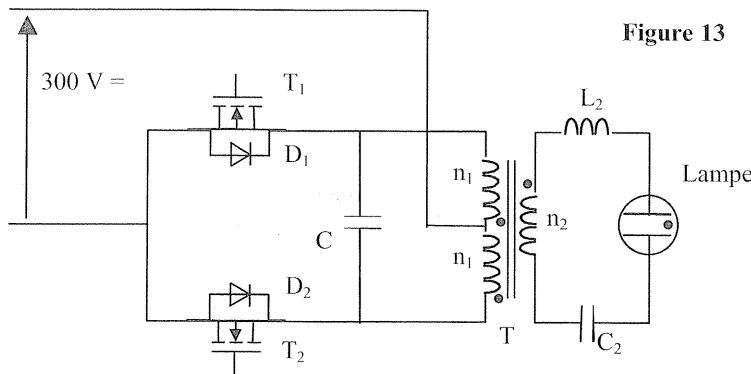 Figure 13
300 V =
T₁
L₂
D₁
Lampe
n₁
n₂
C
n₁
D₂
T
C₂
T₂